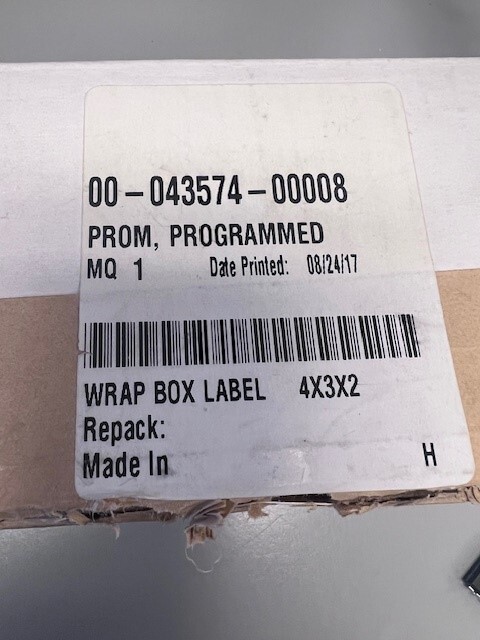 00-043574-00008
PROM, PROGRAMMED
MQ 1 Date Printed: 08/24/17
WRAP BOX LABEL 4X3X2
Repack:
Made In H